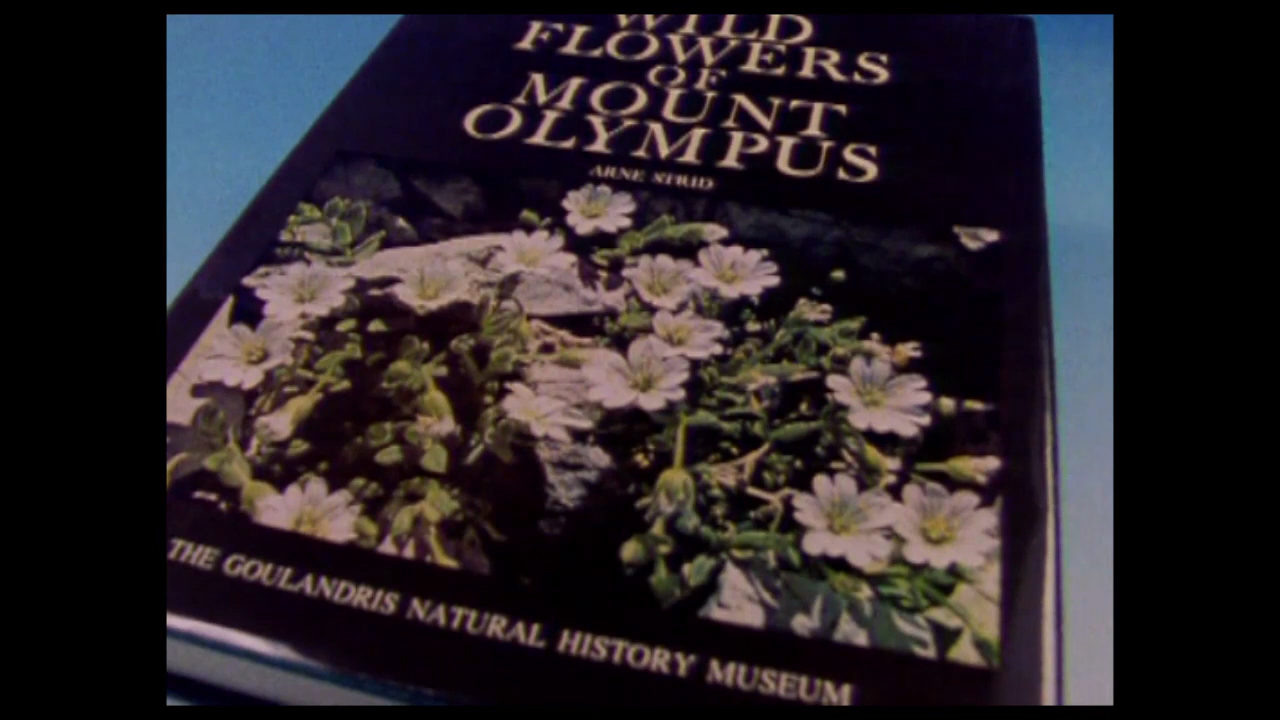 WILD
FLOWERS
OF
MOUNT
OLYMPUS
ARNE STRID
THE GOULANDRIS NATURAL HISTORY MUSEUM